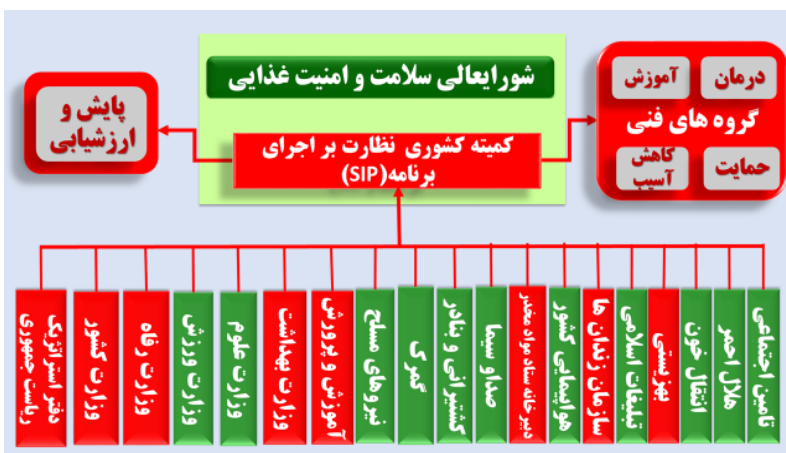 شورایعالی سلامت و امنیت غذایی
درمان
آموزش
گروه های فنی
حمایت
کاهش
آسیب
کمیته کشوری نظارت بر اجرای
برنامه(SIP)
پایش و
ارزشیابی
تامین اجتماعی
هلال احمر
انتقال خون
بهزیستی
تبلیغات اسلامی
سازمان زندان ها
هواپیمایی کشور
دبیرخانه ستاد مواد مخدر
صدا و سیما
کشتیرانی و بنادر
گمرک
نیروهای مسلح
آموزش و پرورش
وزارت بهداشت
وزارت علوم
وزارت ورزش
وزارت رفاه
وزارت کشور
دفتر استراتژیک
ریاست جمهوری